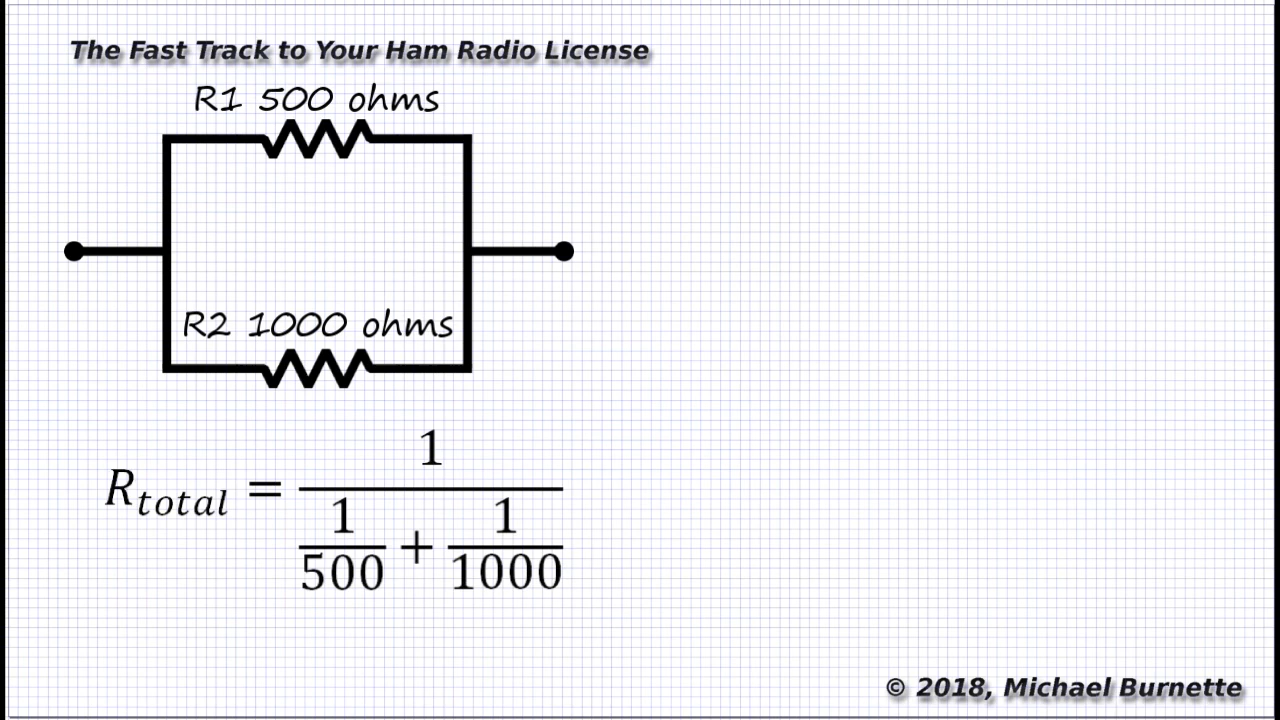 The Fast Track to Your Ham Radio License
R1 500 ohms
R2 1000 ohms
R_total = 1 / (1/500 + 1/1000)
© 2018, Michael Burnette